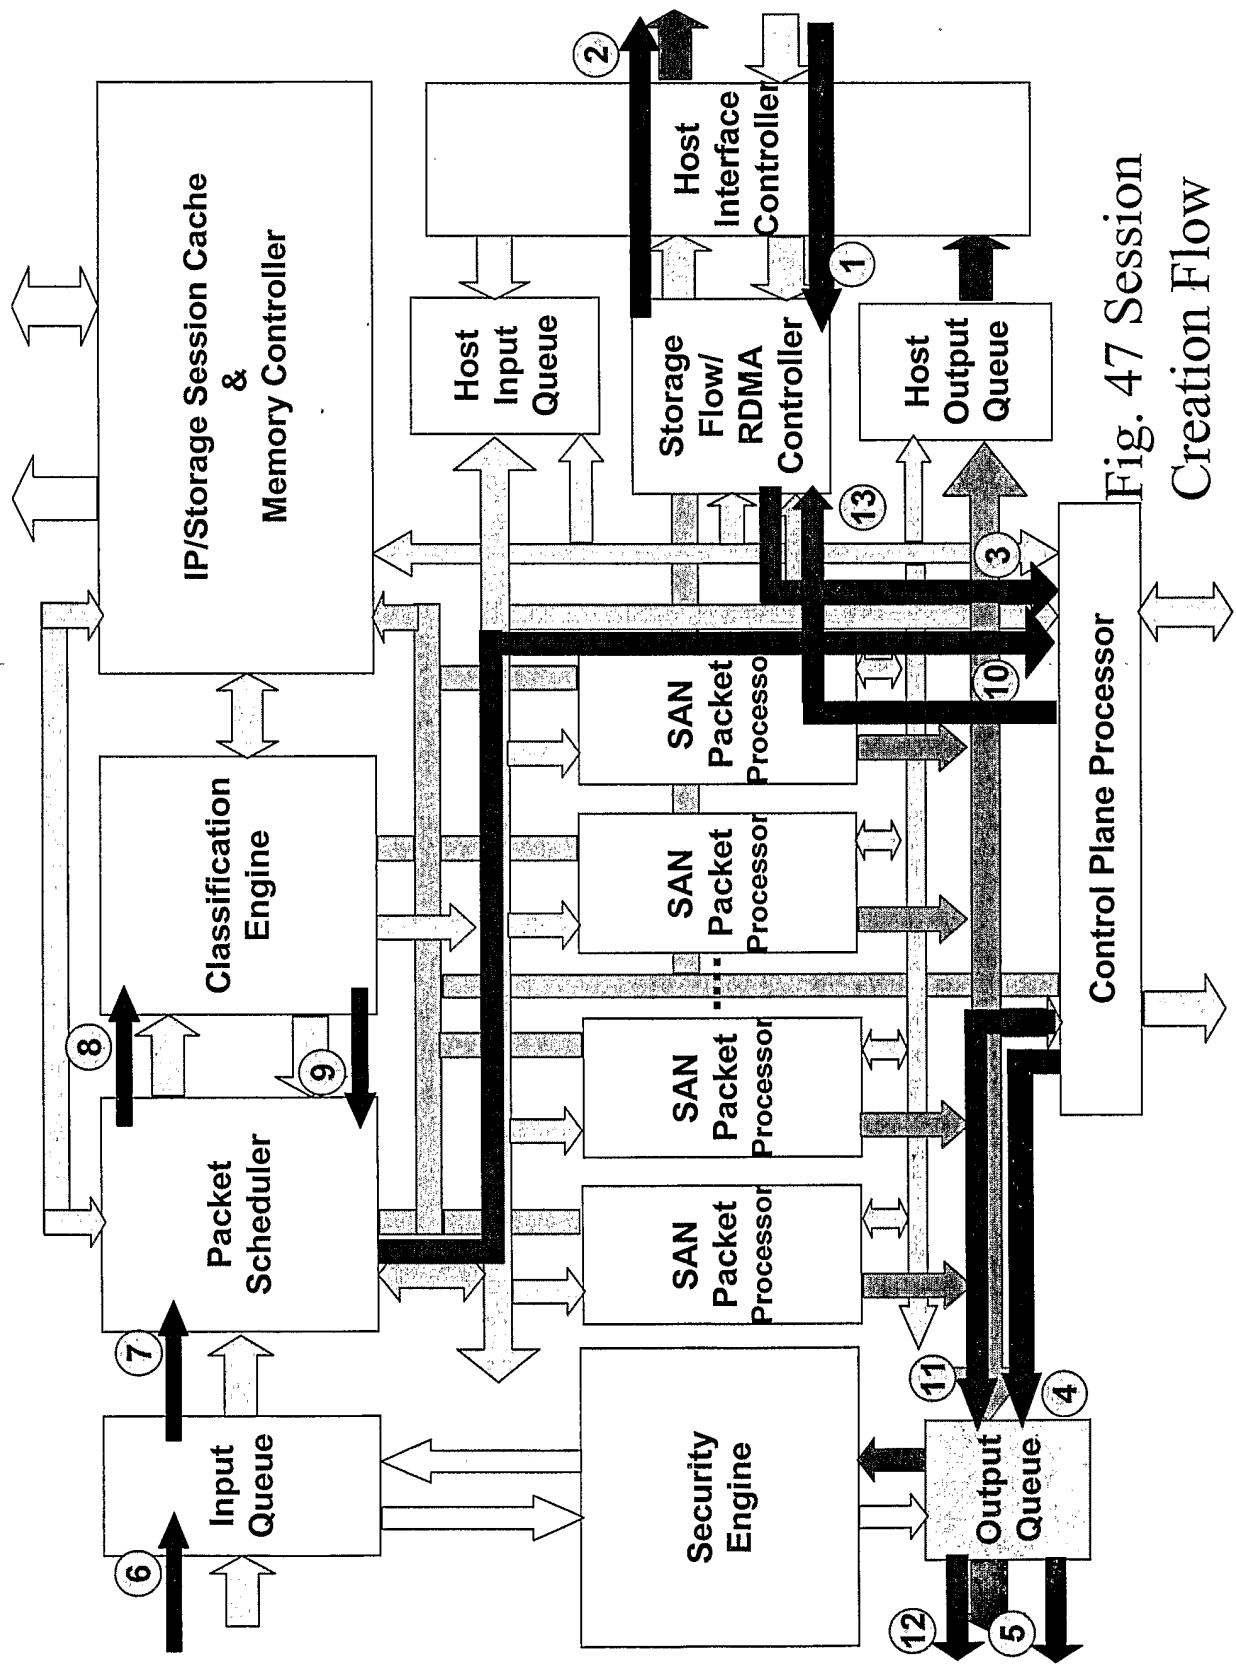 6
Input
Queue
7
Packet
Scheduler
8
9
Classification
Engine
IP/Storage Session Cache
&
Memory Controller
Security
Engine
SAN
Packet
Processor
SAN
Packet
Processor
SAN
Packet
Processor
SAN
Packet
Processor
Host
Input
Queue
Storage
Flow/
RDMA
Controller
Host
Output
Queue
Host
Interface
Controller
2
1
13
3
10
11
4
Output
Queue
12
5
Control Plane Processor
Fig. 47 Session
Creation Flow